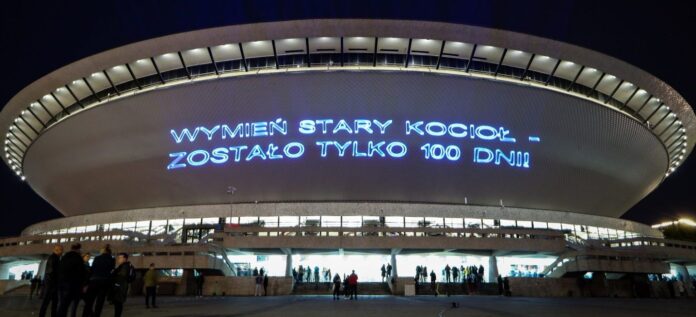 WYMIEŃ STARY KOCIOŁ -
ZOSTAŁO TYLKO 100 DNI!